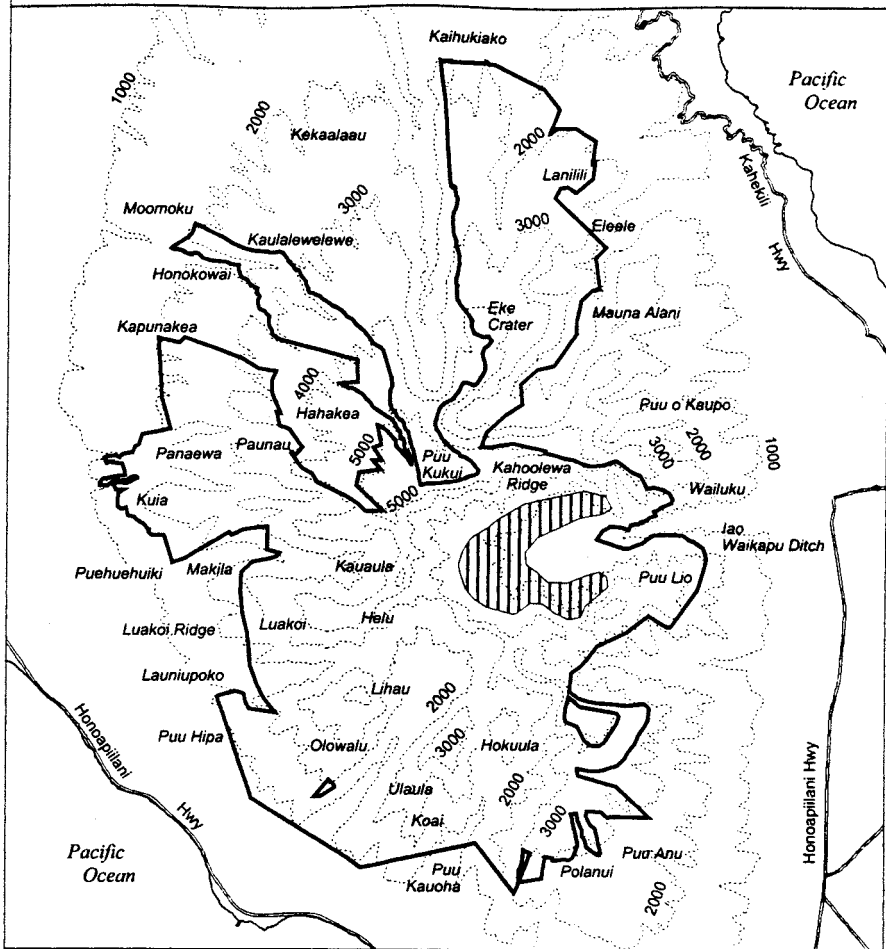 Kaihukiako
Pacific
Ocean
1000
2000
Kekaalaau
2000
Kahekili
Hwy
Lanilili
3000
Moomoku
Kaulalewelewe
3000
Eleele
Honokowai
Eke
Crater
Mauna Alani
Kapunakea
4000
Hahakea
Puu o Kaupo
3000
2000
1000
Panaewa
Paunau
5000
Puu
Kukui
Kahoolewa
Ridge
Wailuku
Kuia
5000
Iao
Waikapu Ditch
Puehuehuiki
Makila
Kauaula
Puu Lio
Luakoi Ridge
Luakoi
Helu
Launiupoko
Lihau
2000
Honoapiilani
Hwy
Puu Hipa
Olowalu
3000
Hokuula
Ulaula
2000
Honoapiilani Hwy
Koai
3000
Pacific
Ocean
Puu
Kauoha
Polanui
Puu Anu
2000